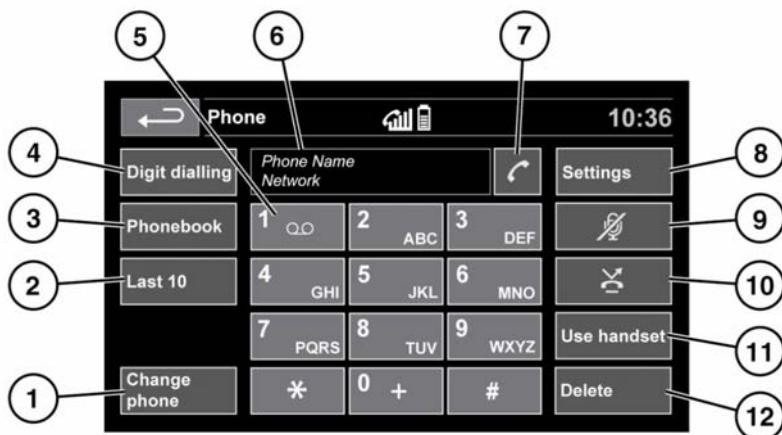 5
6
7
Phone
10:36
4
Digit dialling
Phone Name
Network
Settings
8
3
Phonebook
1
2 ABC
3 DEF
9
2
Last 10
4 GHI
5 JKL
6 MNO
10
7 PQRS
8 TUV
9 WXYZ
Use handset
11
1
Change
phone
*
0 +
#
Delete
12